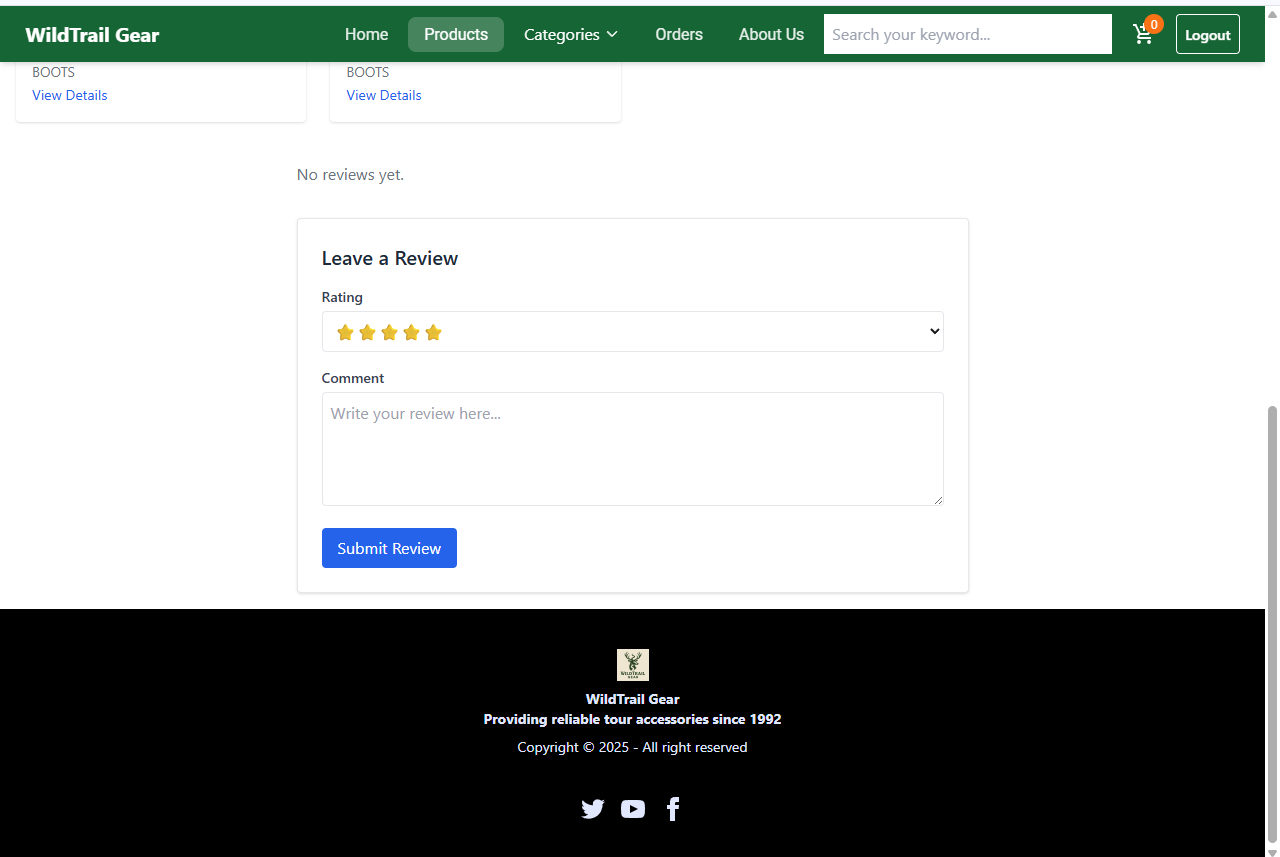 WildTrail Gear Home Products Categories Orders About Us Search your keyword... 0 Logout
BOOTS BOOTS
View Details View Details
No reviews yet.
Leave a Review
Rating
Comment
Write your review here...
Submit Review
WILDTRAIL
GEAR
WildTrail Gear
Providing reliable tour accessories since 1992
Copyright © 2025 - All right reserved